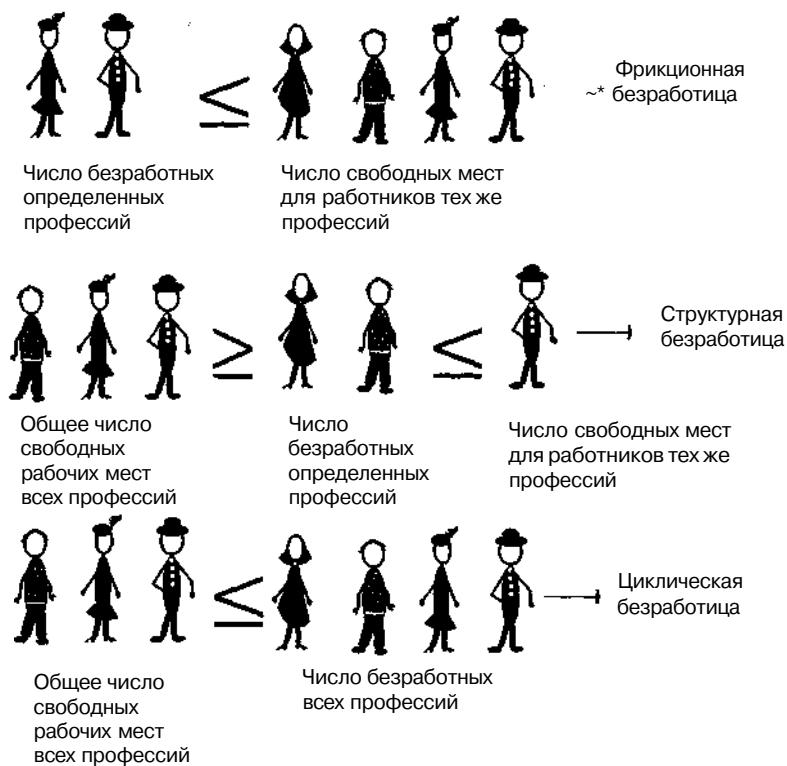 Фрикционная
~* безработица
Число безработных
определенных
профессий
Число свободных мест
для работников тех же
профессий
≤
Структурная
безработица
≥
≤
Общее число
свободных
рабочих мест
всех профессий
Число
безработных
определенных
профессий
Число свободных мест
для работников тех же
профессий
≤
Циклическая
безработица
Общее число
свободных
рабочих мест
всех профессий
Число безработных
всех профессий